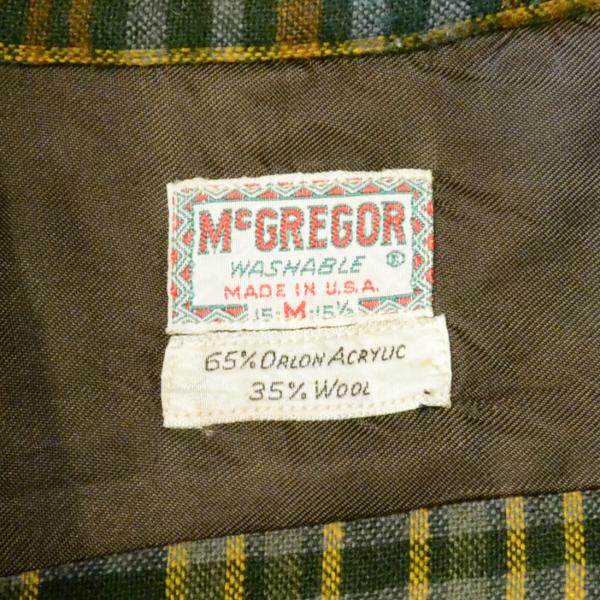 McGREGOR
WASHABLE ®
MADE IN U.S.A.
15-M-15½
65% ORLON ACRYLIC
35% WOOL